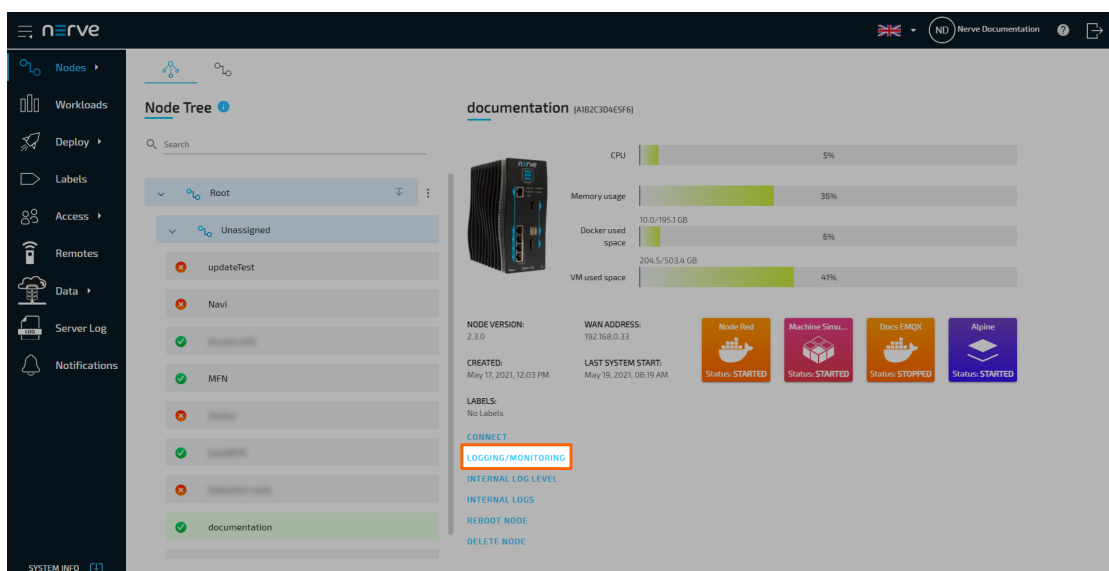 nerve
ND Nerve Documentation
Nodes
Workloads
Deploy
Labels
Access
Remotes
Data
LOG
Server Log
Notifications
SYSTEM INFO
Node Tree
Search
Root
Unassigned
updateTest
Navi
MFN
documentation
documentation [A1B2C3D4E5F6]
nerve
CPU 5%
Memory usage 36%
10.0/195.1 GB
Docker used space 6%
204.5/503.4 GB
VM used space 41%
NODE VERSION:
2.3.0
WAN ADDRESS:
192.168.0.33
CREATED:
May 17, 2021, 12:03 PM
LAST SYSTEM START:
May 19, 2021, 08:19 AM
LABELS:
No Labels
Node Red
Status: STARTED
Machine Simu...
Status: STARTED
Docs EMQX
Status: STOPPED
Alpine
Status: STARTED
CONNECT
LOGGING/MONITORING
INTERNAL LOG LEVEL
INTERNAL LOGS
REBOOT NODE
DELETE NODE